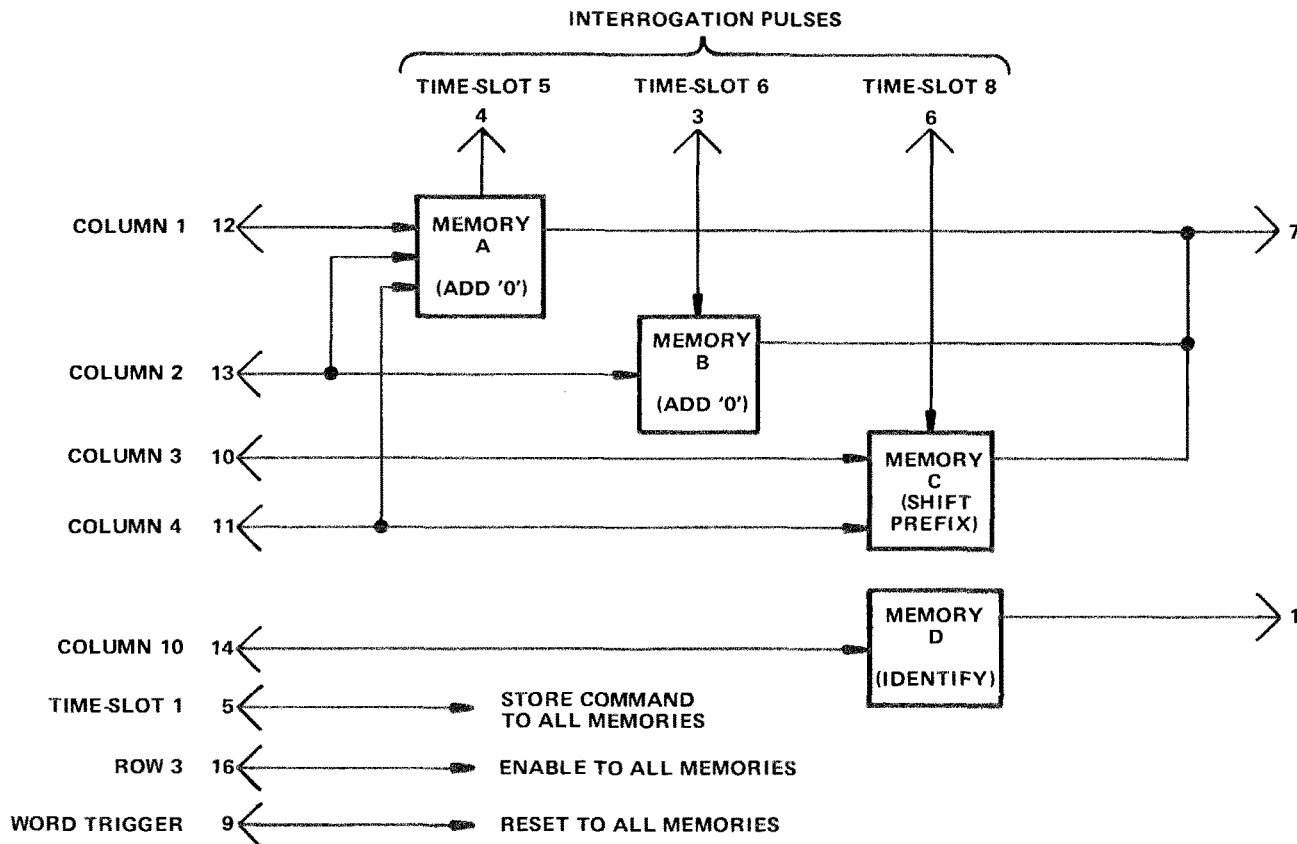 INTERROGATION PULSES
TIME-SLOT 5
4
TIME-SLOT 6
3
TIME-SLOT 8
6
COLUMN 1 12
MEMORY
A
(ADD '0')
7
COLUMN 2 13
MEMORY
B
(ADD '0')
COLUMN 3 10
COLUMN 4 11
MEMORY
C
(SHIFT
PREFIX)
COLUMN 10 14
MEMORY
D
(IDENTIFY)
1
TIME-SLOT 1 5
STORE COMMAND
TO ALL MEMORIES
ROW 3 16
ENABLE TO ALL MEMORIES
WORD TRIGGER 9
RESET TO ALL MEMORIES